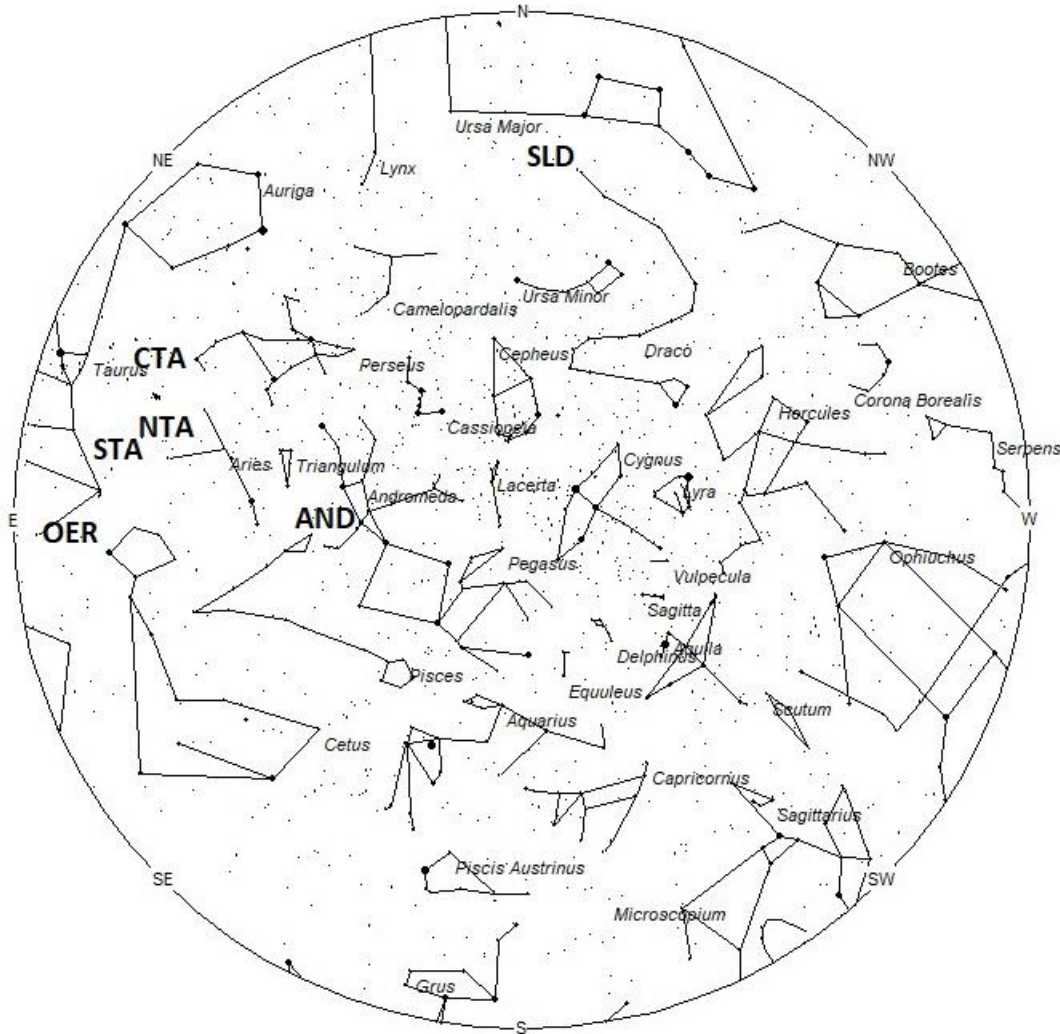 N
Ursa Major
SLD
NE
NW
Lynx
Auriga
Bootes
Ursa Minor
Camelopardalis
CTA
Taurus
Perseus
Cepheus
Draco
Corona Borealis
Hercules
NTA
Cassiopeia
STA
Aries
Triangulum
Cygnus
Serpens
Andromeda
Lacerta
Lyra
AND
E
W
OER
Pegasus
Vulpecula
Ophiuchus
Sagitta
Delphinus
Aquila
Pisces
Equuleus
Scutum
Aquarius
Cetus
Capricornus
Sagittarius
Piscis Austrinus
SE
SW
Microscopium
Grus
S